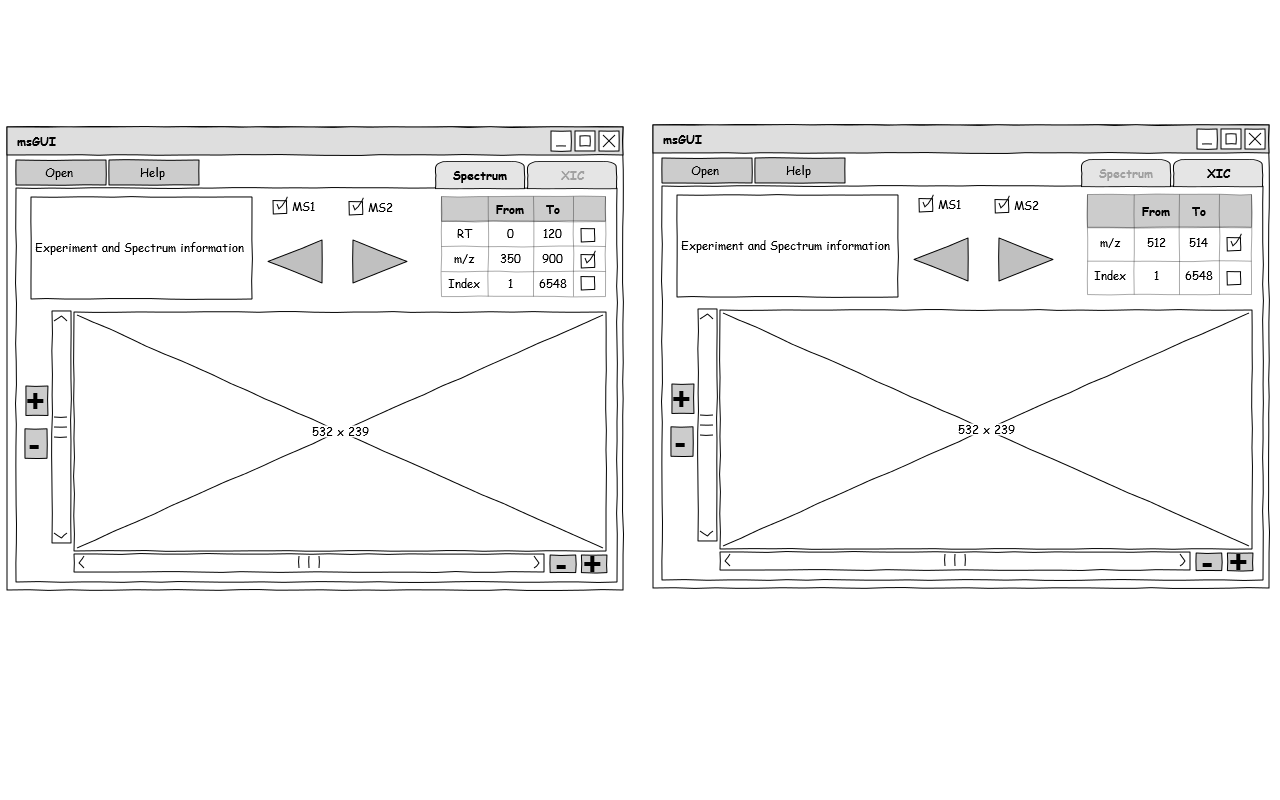 msGUI
Open Help
Spectrum XIC
MS1 MS2
Experiment and Spectrum information
From To
RT 0 120
m/z 350 900
Index 1 6548
+
-
532 x 239
- +
msGUI
Open Help
Spectrum XIC
MS1 MS2
Experiment and Spectrum information
From To
m/z 512 514
Index 1 6548
+
-
532 x 239
- +